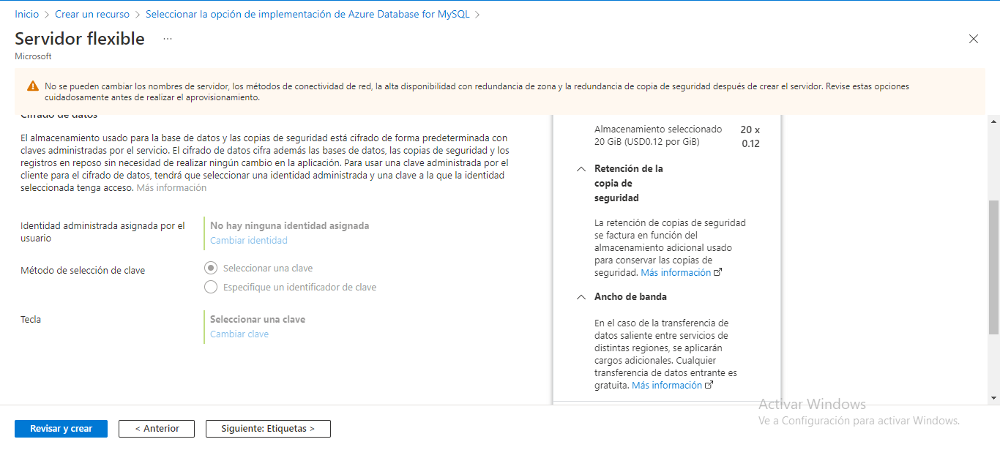 Inicio > Crear un recurso > Seleccionar la opción de implementación de Azure Database for MySQL >
Servidor flexible ...
Microsoft
No se pueden cambiar los nombres de servidor, los métodos de conectividad de red, la alta disponibilidad con redundancia de zona y la redundancia de copia de seguridad después de crear el servidor. Revise estas opciones
cuidadosamente antes de realizar el aprovisionamiento.
Cifrado de datos
El almacenamiento usado para la base de datos y las copias de seguridad está cifrado de forma predeterminada con
claves administradas por el servicio. El cifrado de datos cifra además las bases de datos, las copias de seguridad y los
registros en reposo sin necesidad de realizar ningún cambio en la aplicación. Para usar una clave administrada por el
cliente para el cifrado de datos, tendrá que seleccionar una identidad administrada y una clave a la que la identidad
seleccionada tenga acceso. Más información
Identidad administrada asignada por el
usuario
No hay ninguna identidad asignada
Cambiar identidad
Método de selección de clave
Seleccionar una clave
Especifique un identificador de clave
Tecla
Seleccionar una clave
Cambiar clave
Almacenamiento seleccionado 20 x
20 GiB (USD0.12 por GiB) 0.12
Retención de la
copia de
seguridad
La retención de copias de seguridad
se factura en función del
almacenamiento adicional usado
para conservar las copias de
seguridad. Más información
Ancho de banda
En el caso de la transferencia de
datos saliente entre servicios de
distintas regiones, se aplicarán
cargos adicionales. Cualquier
transferencia de datos entrante es
gratuita. Más información
Activar Windows
Ve a Configuración para activar Windows.
Revisar y crear
< Anterior
Siguiente: Etiquetas >